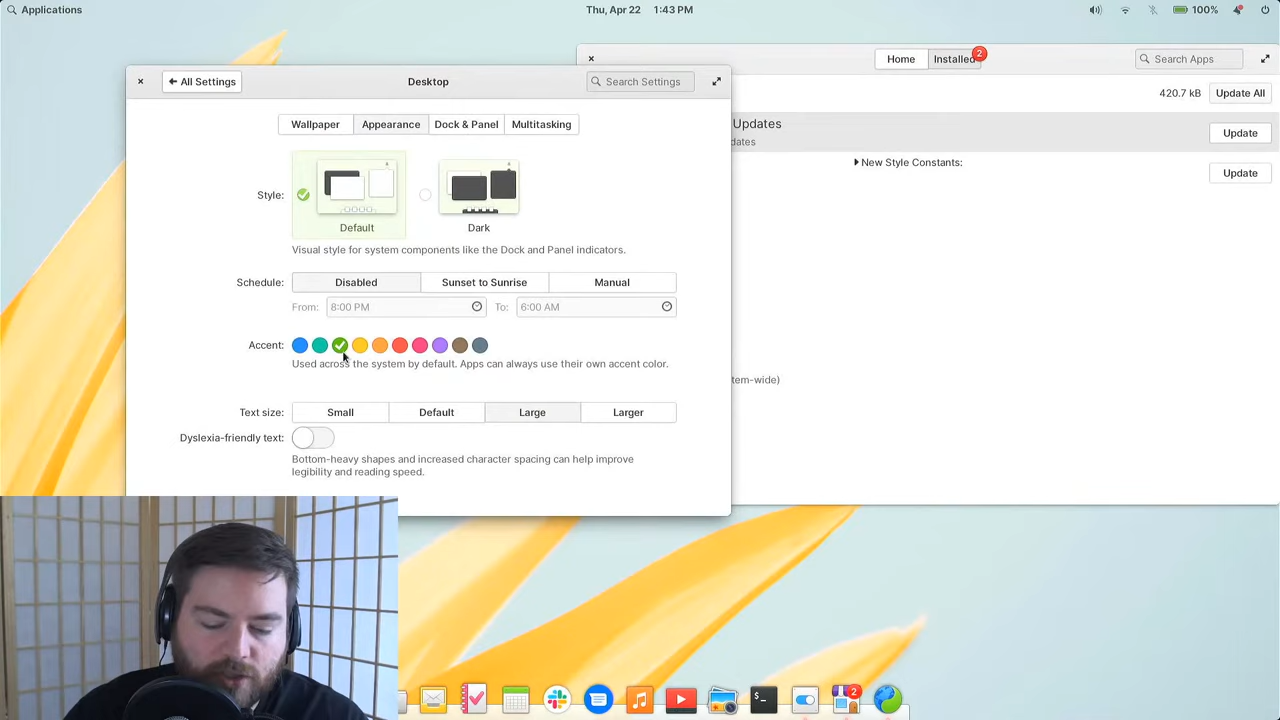 Applications
Thu, Apr 22 1:43 PM
100%
Home
Installed
2
Search Apps
All Settings
Desktop
Search Settings
420.7 kB
Update All
Wallpaper
Appearance
Dock & Panel
Multitasking
Updates
Update
New Style Constants:
Update
Style:
Default
Dark
Visual style for system components like the Dock and Panel indicators.
Schedule:
Disabled
Sunset to Sunrise
Manual
From:
8:00 PM
To:
6:00 AM
Accent:
Used across the system by default. Apps can always use their own accent color.
Text size:
Small
Default
Large
Larger
Dyslexia-friendly text:
Bottom-heavy shapes and increased character spacing can help improve
legibility and reading speed.
2